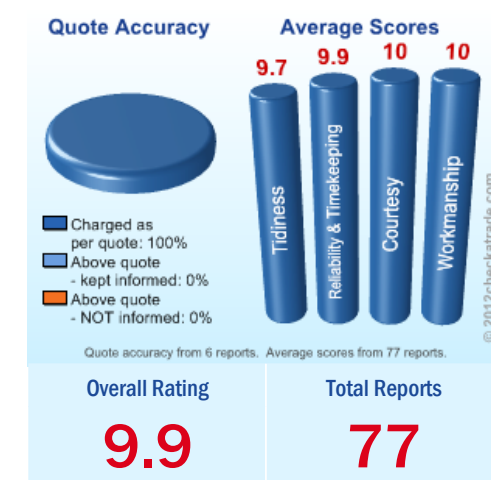 Quote Accuracy
Average Scores
9.7
9.9
10
10
Tidiness
Reliability & Timekeeping
Courtesy
Workmanship
Charged as
per quote: 100%
Above quote
- kept informed: 0%
Above quote
- NOT informed: 0%
© 2012checkatrade.com
Quote accuracy from 6 reports. Average scores from 77 reports.
Overall Rating
Total Reports
9.9
77